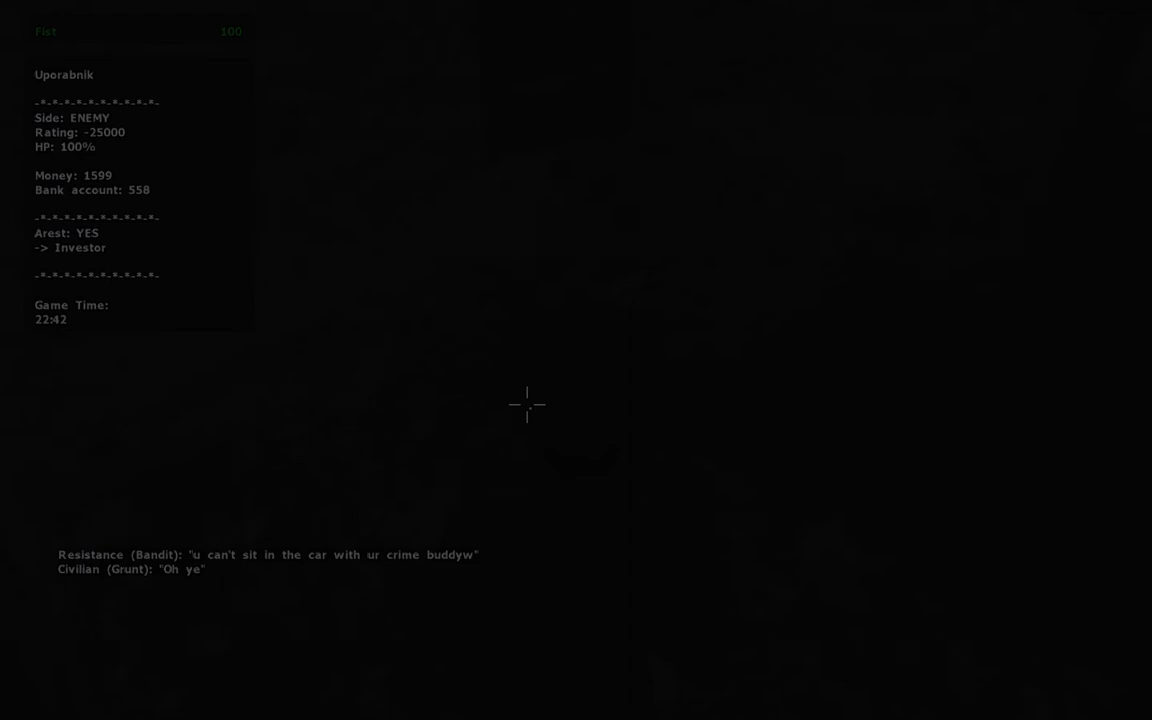 Fist 100
Uporabnik
-*-*-*-*-*-*-*-*-*-*-
Side: ENEMY
Rating: -25000
HP: 100%
Money: 1599
Bank account: 558
-*-*-*-*-*-*-*-*-*-*-
Arest: YES
-> Investor
-*-*-*-*-*-*-*-*-*-*-
Game Time:
22:42
Resistance (Bandit): "u can't sit in the car with ur crime buddyw"
Civilian (Grunt): "Oh ye"